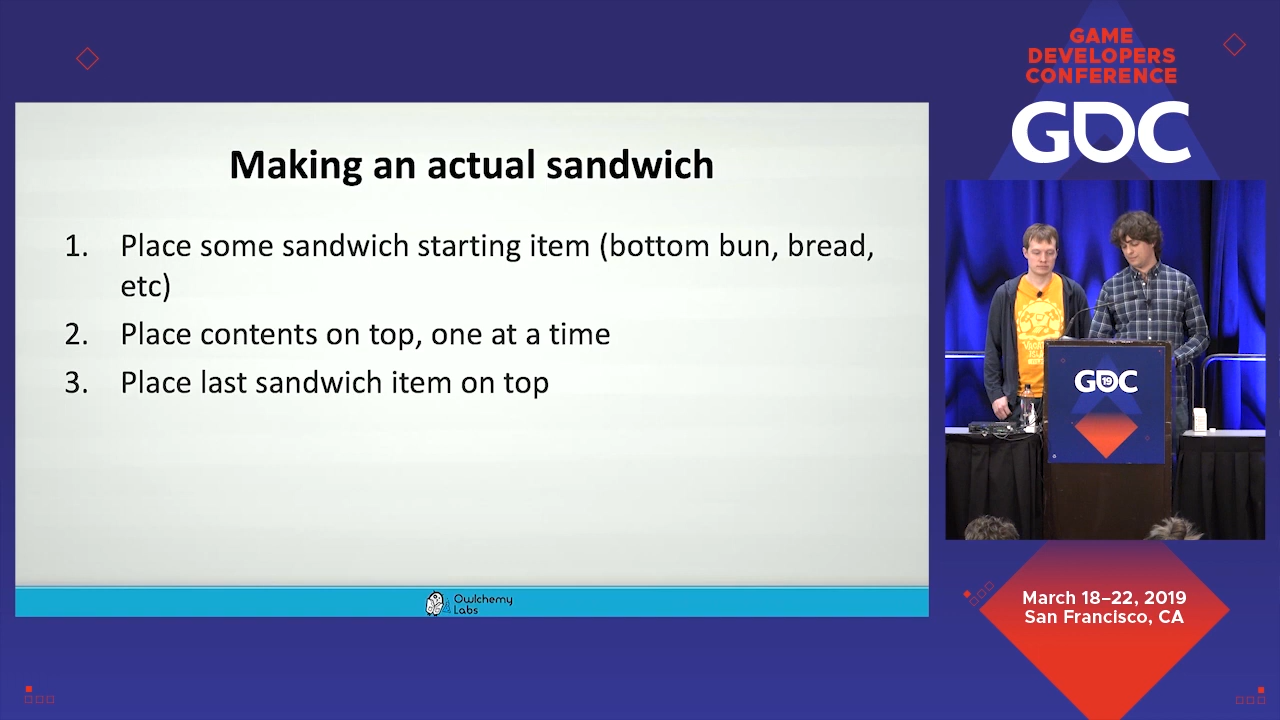 GAME
DEVELOPERS
CONFERENCE
GDC
Making an actual sandwich
1. Place some sandwich starting item (bottom bun, bread,
etc)
2. Place contents on top, one at a time
3. Place last sandwich item on top
Owlchemy
Labs
GDC
19
March 18–22, 2019
San Francisco, CA